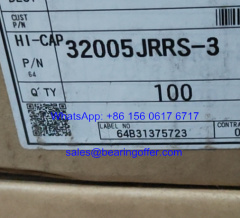 CUST
P/N
HI-CAP 32005JRRS-3
P/N
64
Q'TY 100
WhatsApp: +86 156 0617 6717
LABEL NO
CONTRA
64B31375723
sales@bearingoffer.com